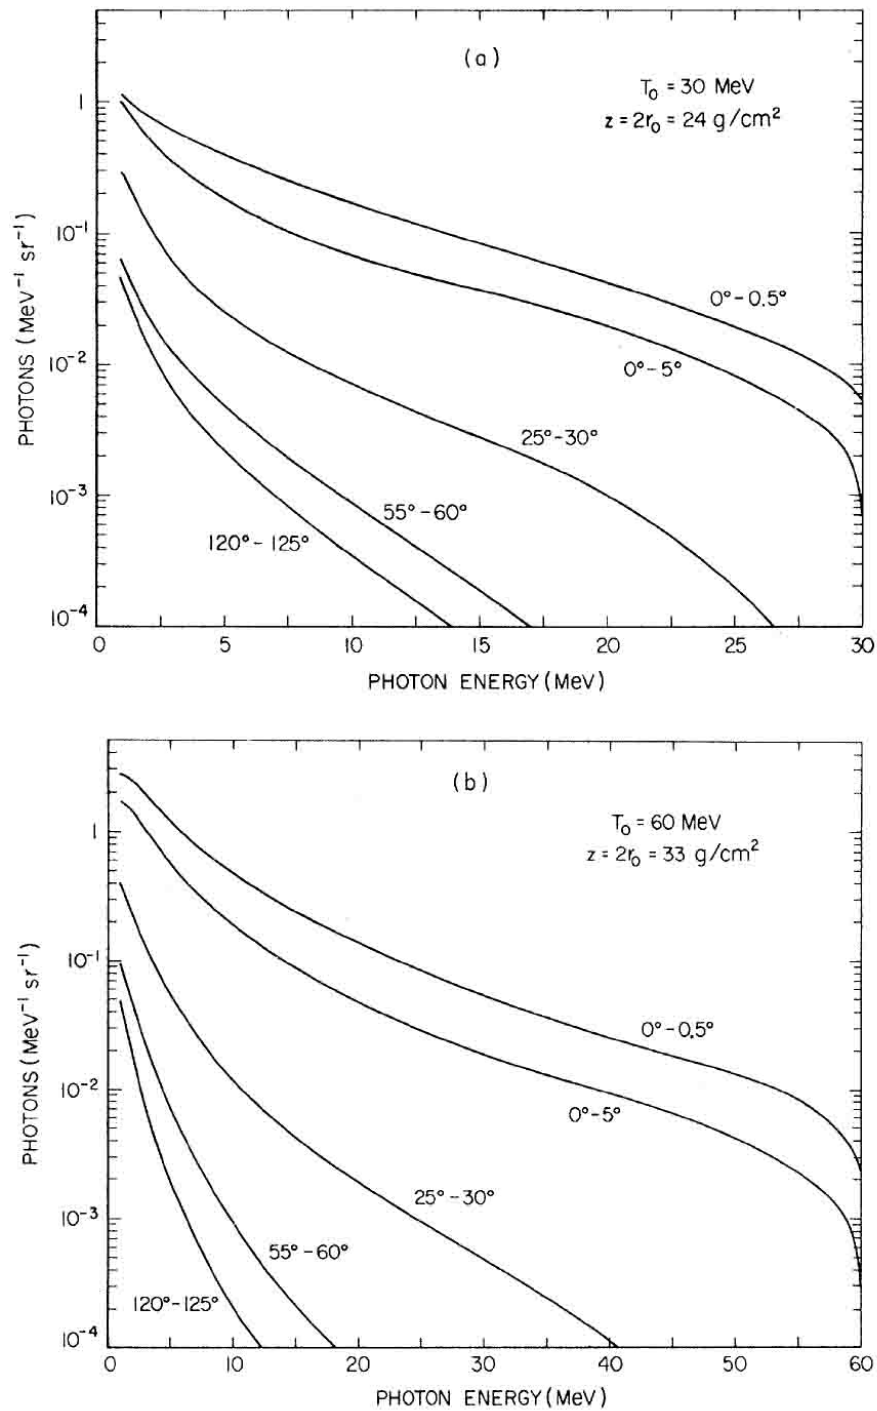 (a)
T₀ = 30 MeV
z = 2r₀ = 24 g/cm²
1
10⁻¹
10⁻²
10⁻³
10⁻⁴
PHOTONS (MeV⁻¹ sr⁻¹)
0°-0.5°
0°-5°
25°-30°
55°-60°
120°-125°
0 5 10 15 20 25 30
PHOTON ENERGY (MeV)
(b)
T₀ = 60 MeV
z = 2r₀ = 33 g/cm²
1
10⁻¹
10⁻²
10⁻³
10⁻⁴
PHOTONS (MeV⁻¹ sr⁻¹)
0°-0.5°
0°-5°
25°-30°
55°-60°
120°-125°
0 10 20 30 40 50 60
PHOTON ENERGY (MeV)